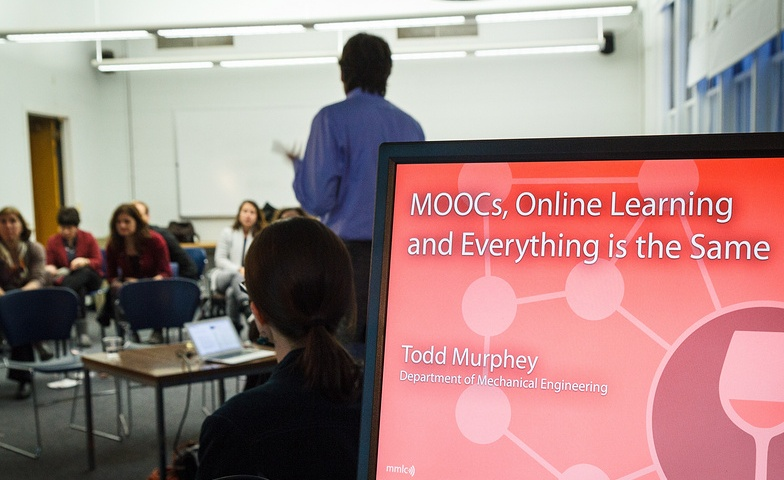 MOOCs, Online Learning
and Everything is the Same
Todd Murphey
Department of Mechanical Engineering
mmlc